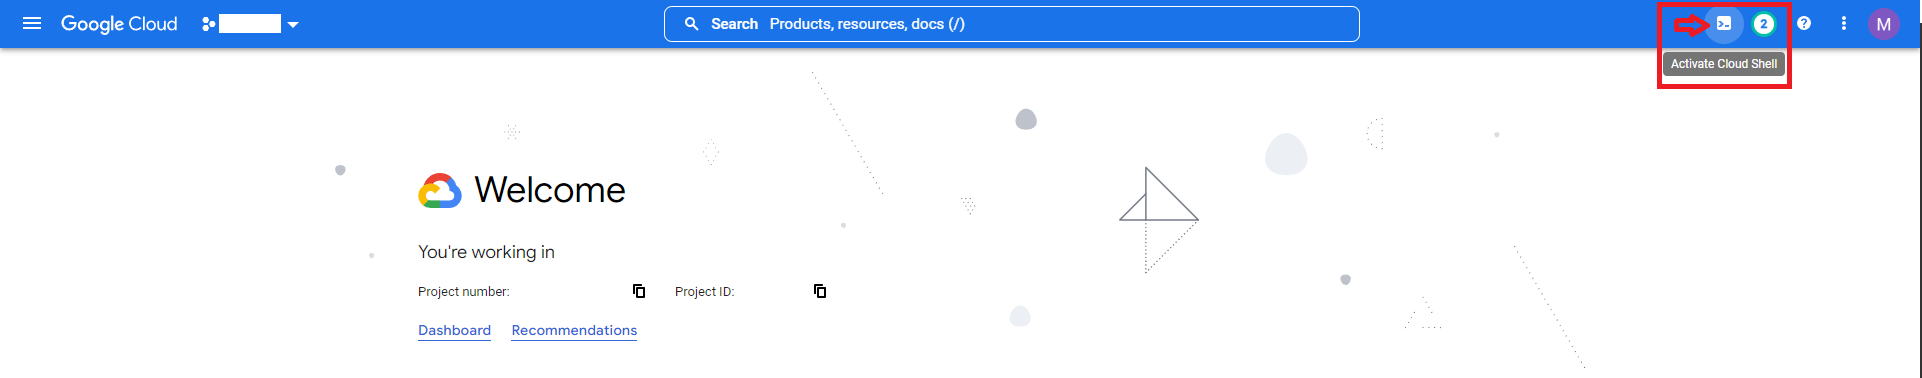 Google Cloud
Search Products, resources, docs (/)
2
?
M
Activate Cloud Shell
Welcome
You're working in
Project number:
Project ID:
Dashboard
Recommendations